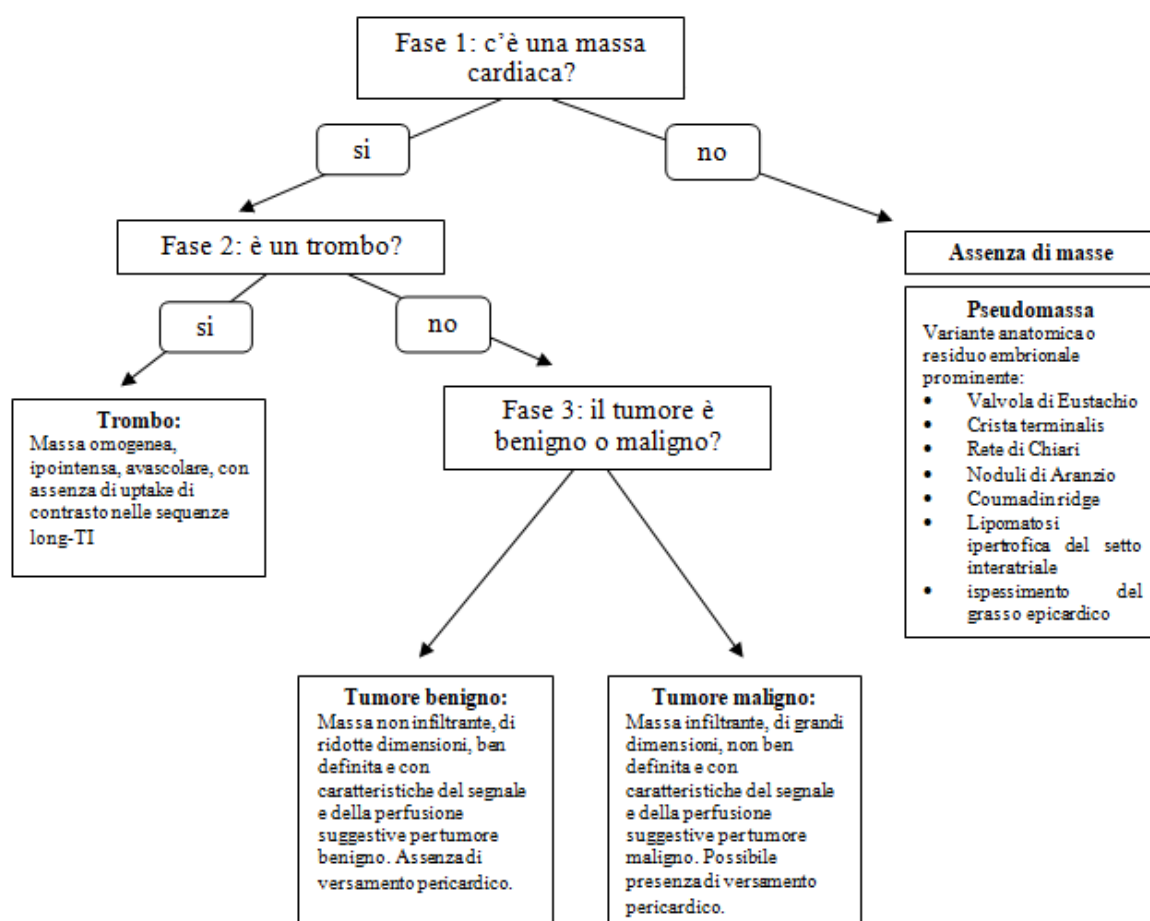 Fase 1: c'è una massa
cardiaca?
si
no
Fase 2: è un trombo?
Assenza di masse
si
no
Pseudomassa
Variante anatomica o
residuo embrionale
prominente:
• Valvola di Eustachio
• Crista terminalis
• Rete di Chiari
• Noduli di Aranzio
• Coumadin ridge
• Lipomatosi
ipertrofica del setto
interatriale
• ispessimento del
grasso epicardico
Trombo:
Massa omogenea,
ipointensa, avascolare, con
assenza di uptake di
contrasto nelle sequenze
long-TI
Fase 3: il tumore è
benigno o maligno?
Tumore benigno:
Massa non infiltrante, di
ridotte dimensioni, ben
definita e con
caratteristiche del segnale
e della perfusione
suggestive per tumore
benigno. Assenza di
versamento pericardico.
Tumore maligno:
Massa infiltrante, di grandi
dimensioni, non ben
definita e con
caratteristiche del segnale
e della perfusione
suggestive per tumore
maligno. Possibile
presenza di versamento
pericardico.